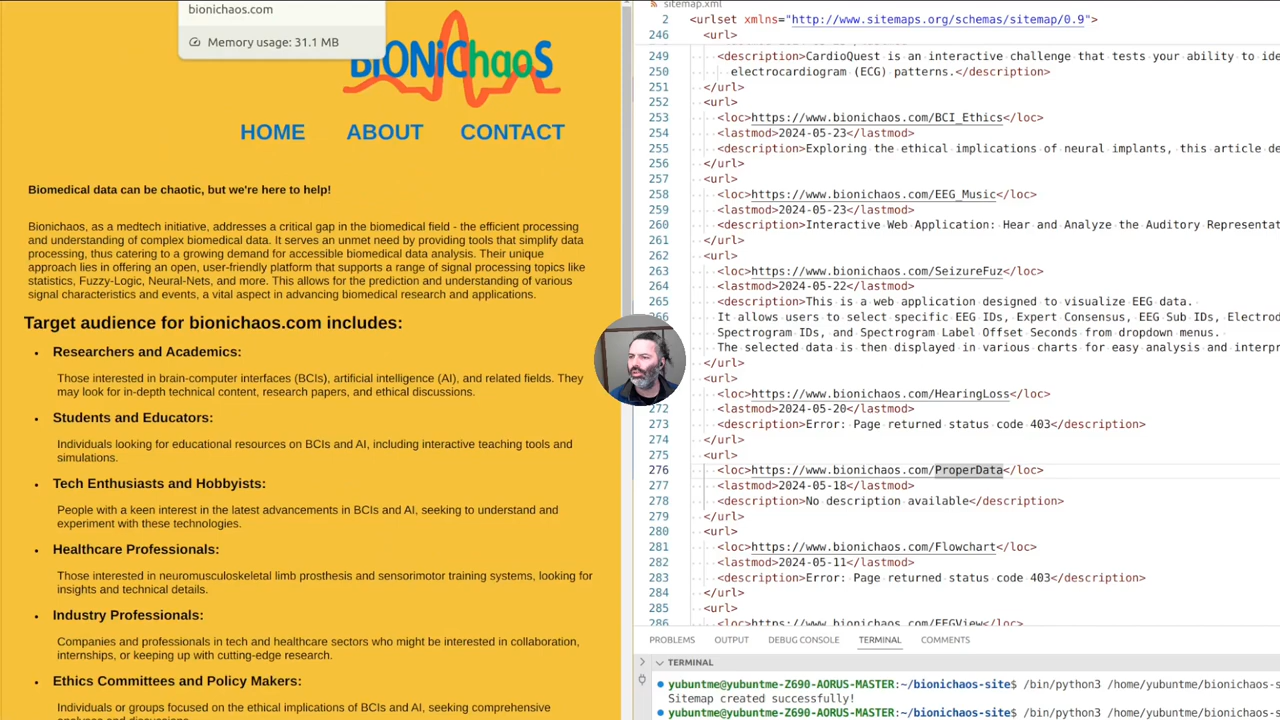 bionichaos.com
Memory usage: 31.1 MB
BIONiChaoS
HOME ABOUT CONTACT
Biomedical data can be chaotic, but we're here to help!
Bionichaos, as a medtech initiative, addresses a critical gap in the biomedical field - the efficient processing
and understanding of complex biomedical data. It serves an unmet need by providing tools that simplify data
processing, thus catering to a growing demand for accessible biomedical data analysis. Their unique
approach lies in offering an open, user-friendly platform that supports a range of signal processing topics like
statistics, Fuzzy-Logic, Neural-Nets, and more. This allows for the prediction and understanding of various
signal characteristics and events, a vital aspect in advancing biomedical research and applications.
Target audience for bionichaos.com includes:
• Researchers and Academics:
Those interested in brain-computer interfaces (BCIs), artificial intelligence (AI), and related fields. They
may look for in-depth technical content, research papers, and ethical discussions.
• Students and Educators:
Individuals looking for educational resources on BCIs and AI, including interactive teaching tools and
simulations.
• Tech Enthusiasts and Hobbyists:
People with a keen interest in the latest advancements in BCIs and AI, seeking to understand and
experiment with these technologies.
• Healthcare Professionals:
Those interested in neuromusculoskeletal limb prosthesis and sensorimotor training systems, looking for
insights and technical details.
• Industry Professionals:
Companies and professionals in tech and healthcare sectors who might be interested in collaboration,
internships, or keeping up with cutting-edge research.
• Ethics Committees and Policy Makers:
Individuals or groups focused on the ethical implications of BCIs and AI, seeking comprehensive
sitemap.xml
2 <urlset xmlns="http://www.sitemaps.org/schemas/sitemap/0.9">
246 <url>
249 <description>CardioQuest is an interactive challenge that tests your ability to
250 electrocardiogram (ECG) patterns.</description>
251 </url>
252 <url>
253 <loc>https://www.bionichaos.com/BCI_Ethics</loc>
254 <lastmod>2024-05-23</lastmod>
255 <description>Exploring the ethical implications of neural implants, this article
256 </url>
257 <url>
258 <loc>https://www.bionichaos.com/EEG_Music</loc>
259 <lastmod>2024-05-23</lastmod>
260 <description>Interactive Web Application: Hear and Analyze the Auditory
261 </url>
262 <url>
263 <loc>https://www.bionichaos.com/SeizureFuz</loc>
264 <lastmod>2024-05-22</lastmod>
265 <description>This is a web application designed to visualize EEG data.
266 It allows users to select specific EEG IDs, Expert Consensus, EEG Sub IDs,
Spectrogram IDs, and Spectrogram Label Offset Seconds from dropdown menus.
The selected data is then displayed in various charts for easy analysis and
</url>
<url>
<loc>https://www.bionichaos.com/HearingLoss</loc>
272 <lastmod>2024-05-20</lastmod>
273 <description>Error: Page returned status code 403</description>
274 </url>
275 <url>
276 <loc>https://www.bionichaos.com/ProperData</loc>
277 <lastmod>2024-05-18</lastmod>
278 <description>No description available</description>
279 </url>
280 <url>
281 <loc>https://www.bionichaos.com/Flowchart</loc>
282 <lastmod>2024-05-11</lastmod>
283 <description>Error: Page returned status code 403</description>
284 </url>
285 <url>
286 <loc>https://www.bionichaos.com/EEGView</loc>
PROBLEMS OUTPUT DEBUG CONSOLE TERMINAL COMMENTS
TERMINAL
yubuntme@yubuntme-Z690-AORUS-MASTER:~/bionichaos-site$ /bin/python3 /home/yubuntme/bionichaos-s
Sitemap created successfully!
yubuntme@yubuntme-Z690-AORUS-MASTER:~/bionichaos-site$ /bin/python3 /home/yubuntme/bionichaos-s